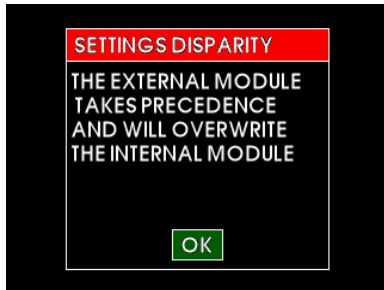 SETTINGS DISPARITY
THE EXTERNAL MODULE
TAKES PRECEDENCE
AND WILL OVERWRITE
THE INTERNAL MODULE
OK